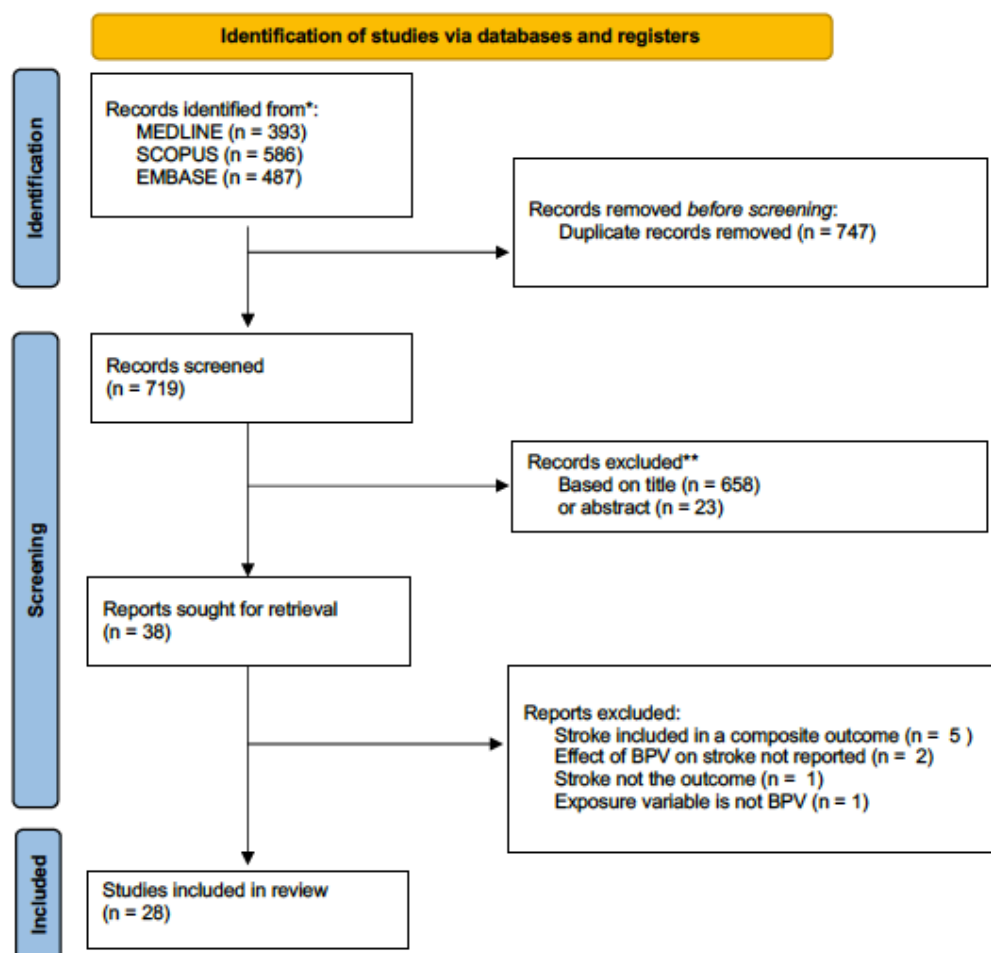 Identification of studies via databases and registers
Identification
Records identified from*:
MEDLINE (n = 393)
SCOPUS (n = 586)
EMBASE (n = 487)
Records removed before screening:
Duplicate records removed (n = 747)
Screening
Records screened
(n = 719)
Records excluded**
Based on title (n = 658)
or abstract (n = 23)
Reports sought for retrieval
(n = 38)
Reports excluded:
Stroke included in a composite outcome (n = 5 )
Effect of BPV on stroke not reported (n = 2)
Stroke not the outcome (n = 1)
Exposure variable is not BPV (n = 1)
Included
Studies included in review
(n = 28)